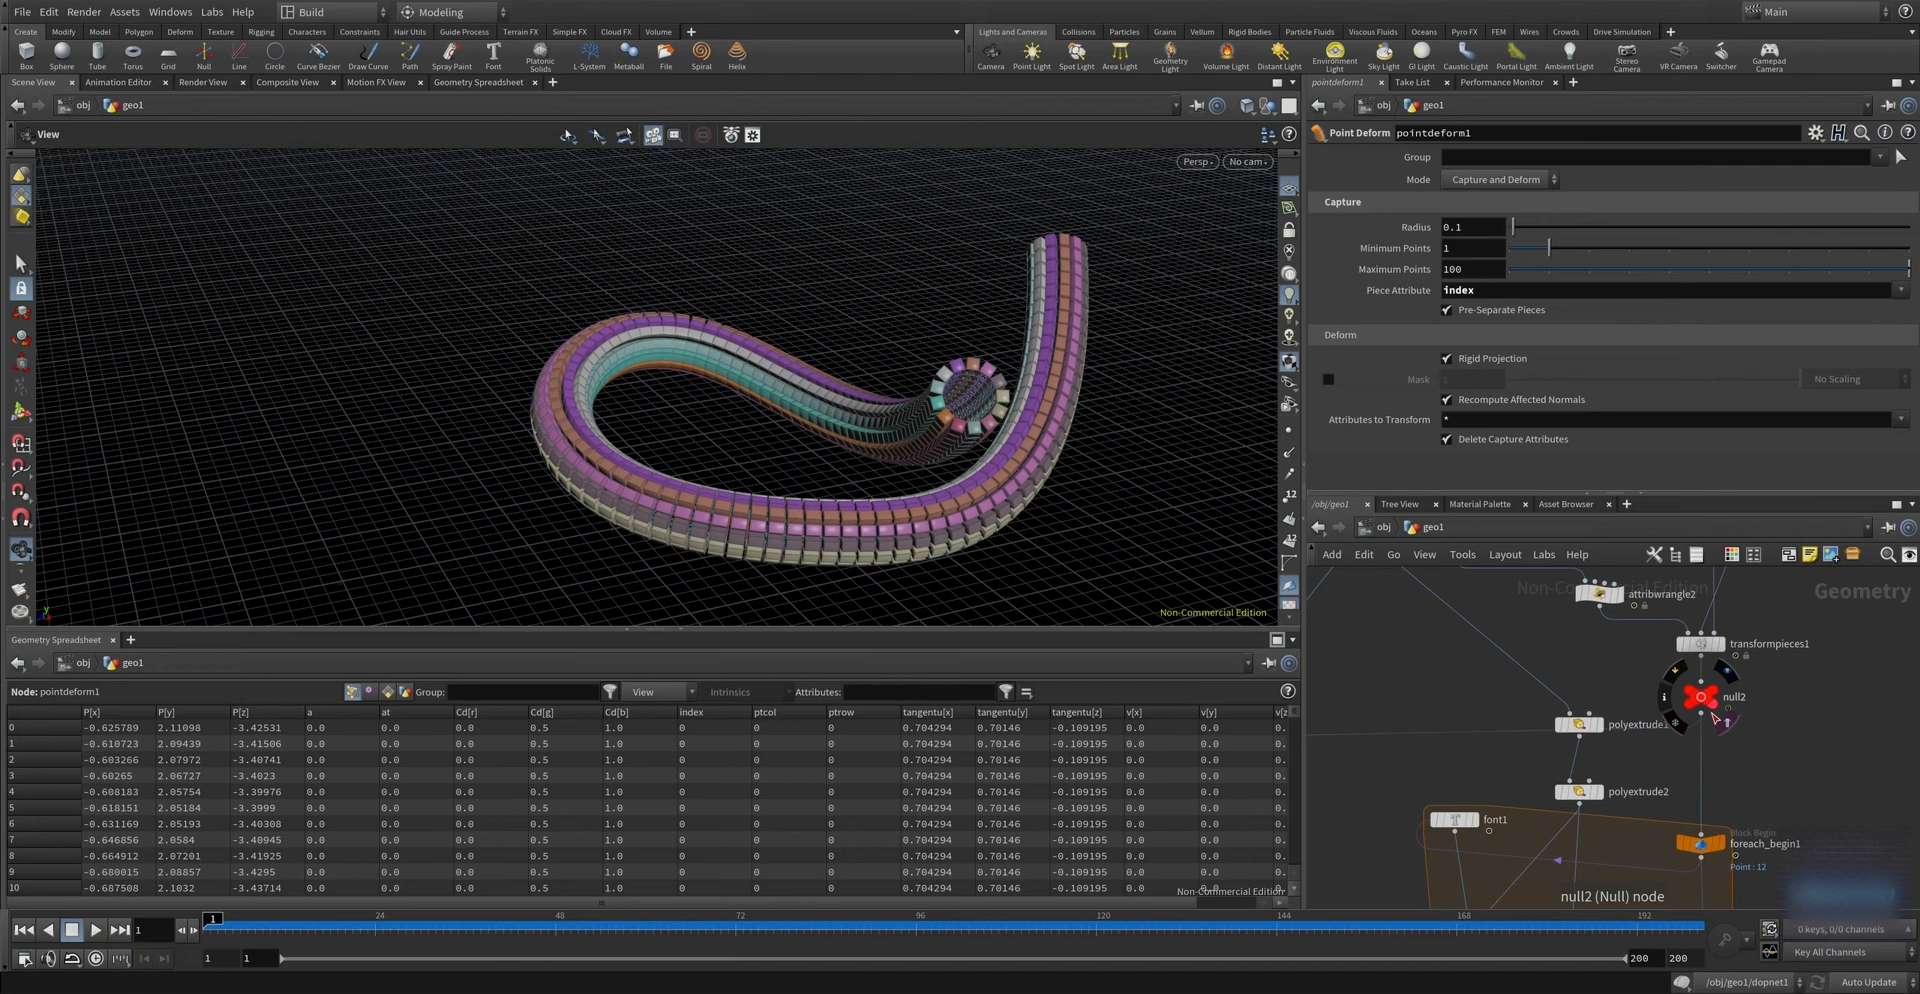 File Edit Render Assets Windows Labs Help Build Modeling Main
Create Modify Model Polygon Deform Texture Rigging Characters Constraints Hair Utils Guide Process Terrain FX Simple FX Cloud FX Volume
Lights and Cameras Collisions Particles Grains Vellum Rigid Bodies Particle Fluids Viscous Fluids Oceans Pyro FX FEM Wires Crowds Drive Simulation
Box Sphere Tube Torus Grid Null Line Circle Curve Bezier Draw Curve Path Spray Paint Font Platonic Solids L-System Metaball File Spiral Helix
Camera Point Light Spot Light Area Light Geometry Light Volume Light Distant Light Environment Light Sky Light GI Light Caustic Light Portal Light Ambient Light Stereo Camera VR Camera Switcher Gamepad Camera
Scene View Animation Editor Render View Composite View Motion FX View Geometry Spreadsheet
obj geo1
View
Persp No cam
Non-Commercial Edition
pointdeform1 Take List Performance Monitor
obj geo1
Point Deform pointdeform1
Group
Mode Capture and Deform
Capture
Radius 0.1
Minimum Points 1
Maximum Points 100
Piece Attribute index
Pre-Separate Pieces
Deform
Rigid Projection
Mask 1 No Scaling
Recompute Affected Normals
Attributes to Transform *
Delete Capture Attributes
/obj/geo1 Tree View Material Palette Asset Browser
obj geo1
Add Edit Go View Tools Layout Labs Help
Non-Commercial Edition
Geometry
attribwrangle2
transformpieces1
null2
polyextrude1
polyextrude2
font1
Block Begin
foreach_begin1
Point : 12
null2 (Null) node
12
12
y
Geometry Spreadsheet
obj geo1
Node: pointdeform1 Group: View Intrinsics Attributes:
P[x] P[y] P[z] a at Cd[r] Cd[g] Cd[b] index ptcol ptrow tangentu[x] tangentu[y] tangentu[z] v[x] v[y] v[z
0 -0.625789 2.11098 -3.42531 0.0 0.0 0.0 0.5 1.0 0 0 0 0.704294 0.70146 -0.109195 0.0 0.0 0.
1 -0.610723 2.09439 -3.41506 0.0 0.0 0.0 0.5 1.0 0 0 0 0.704294 0.70146 -0.109195 0.0 0.0 0.
2 -0.603266 2.07972 -3.40741 0.0 0.0 0.0 0.5 1.0 0 0 0 0.704294 0.70146 -0.109195 0.0 0.0 0.
3 -0.60265 2.06727 -3.4023 0.0 0.0 0.0 0.5 1.0 0 0 0 0.704294 0.70146 -0.109195 0.0 0.0 0.
4 -0.608183 2.05754 -3.39976 0.0 0.0 0.0 0.5 1.0 0 0 0 0.704294 0.70146 -0.109195 0.0 0.0 0.
5 -0.618151 2.05184 -3.3999 0.0 0.0 0.0 0.5 1.0 0 0 0 0.704294 0.70146 -0.109195 0.0 0.0 0.
6 -0.631169 2.05193 -3.40308 0.0 0.0 0.0 0.5 1.0 0 0 0 0.704294 0.70146 -0.109195 0.0 0.0 0.
7 -0.646856 2.0584 -3.40945 0.0 0.0 0.0 0.5 1.0 0 0 0 0.704294 0.70146 -0.109195 0.0 0.0 0.
8 -0.664912 2.07201 -3.41925 0.0 0.0 0.0 0.5 1.0 0 0 0 0.704294 0.70146 -0.109195 0.0 0.0 0.
9 -0.680015 2.08857 -3.4295 0.0 0.0 0.0 0.5 1.0 0 0 0 0.704294 0.70146 -0.109195 0.0 0.0 0.
10 -0.687508 2.1032 -3.43714 0.0 0.0 0.0 0.5 1.0 0 0 0 0.704294 0.70146 -0.109195 0.0 0.0
Non-Commercial Edition
1 1 24 48 72 96 120 144 168 192
0 keys, 0/0 channels
1 1 200 200 Key All Channels
/obj/geo1/dopnet1 Auto Update